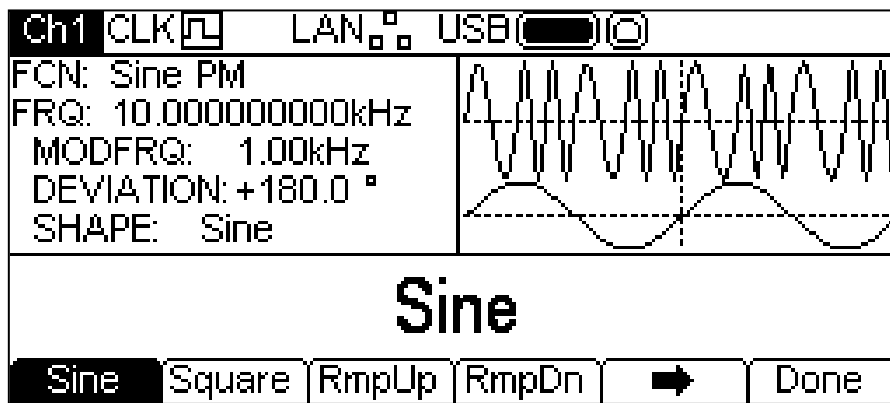 Ch1 CLK LAN USB
FCN: Sine PM
FRQ: 10.000000000kHz
MODFRQ: 1.00kHz
DEVIATION: +180.0 °
SHAPE: Sine
Sine
Sine Square RmpUp RmpDn Done